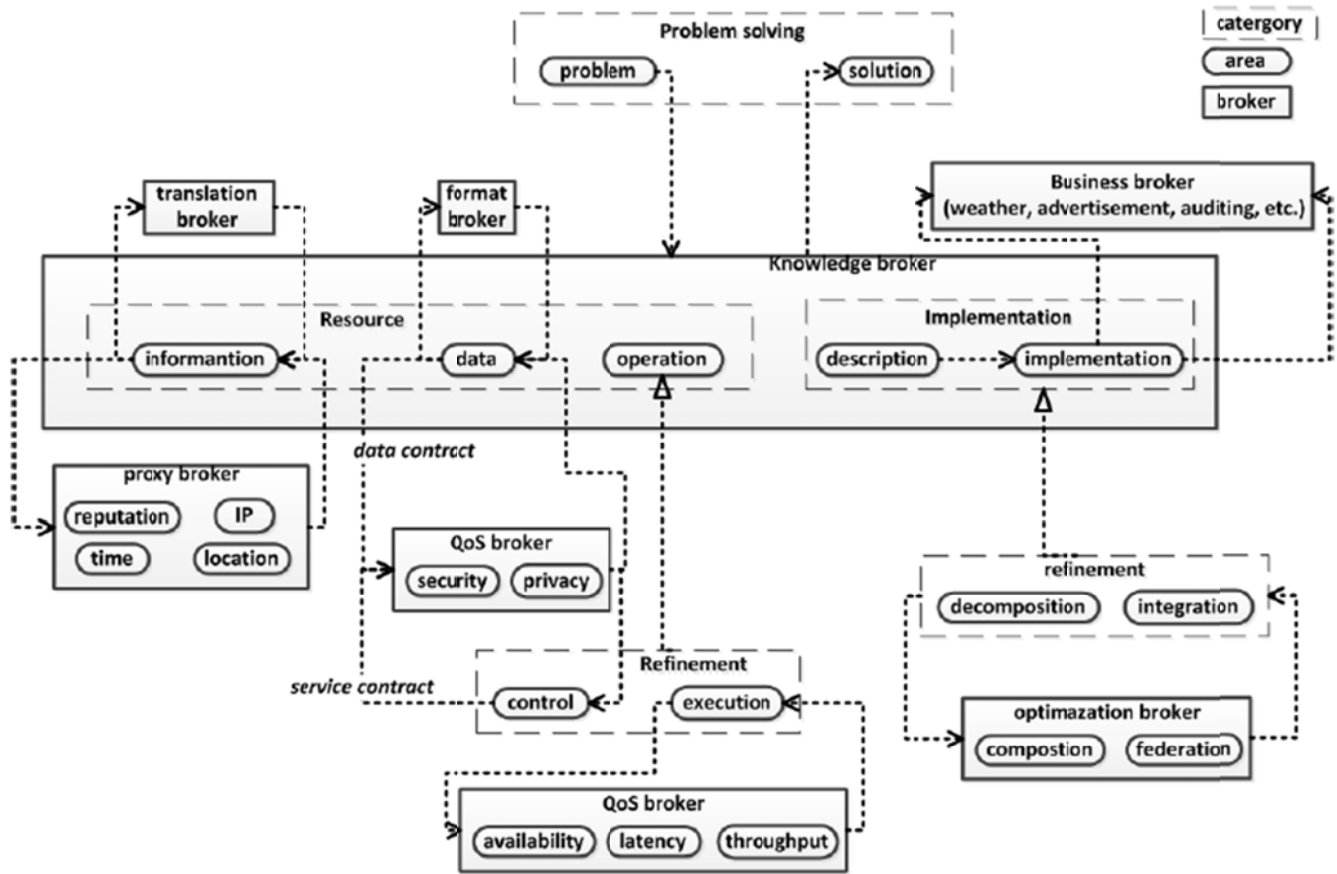 Problem solving
problem
solution
catergory
area
broker
translation
broker
format
broker
Business broker
(weather, advertisement, auditing, etc.)
Knowledge broker
Resource
Implementation
informantion
data
operation
description
implementation
data contract
proxy broker
reputation
IP
time
location
QoS broker
security
privacy
refinement
decomposition
integration
Refinement
service contract
control
execution
optimazation broker
compostion
federation
QoS broker
availability
latency
throughput